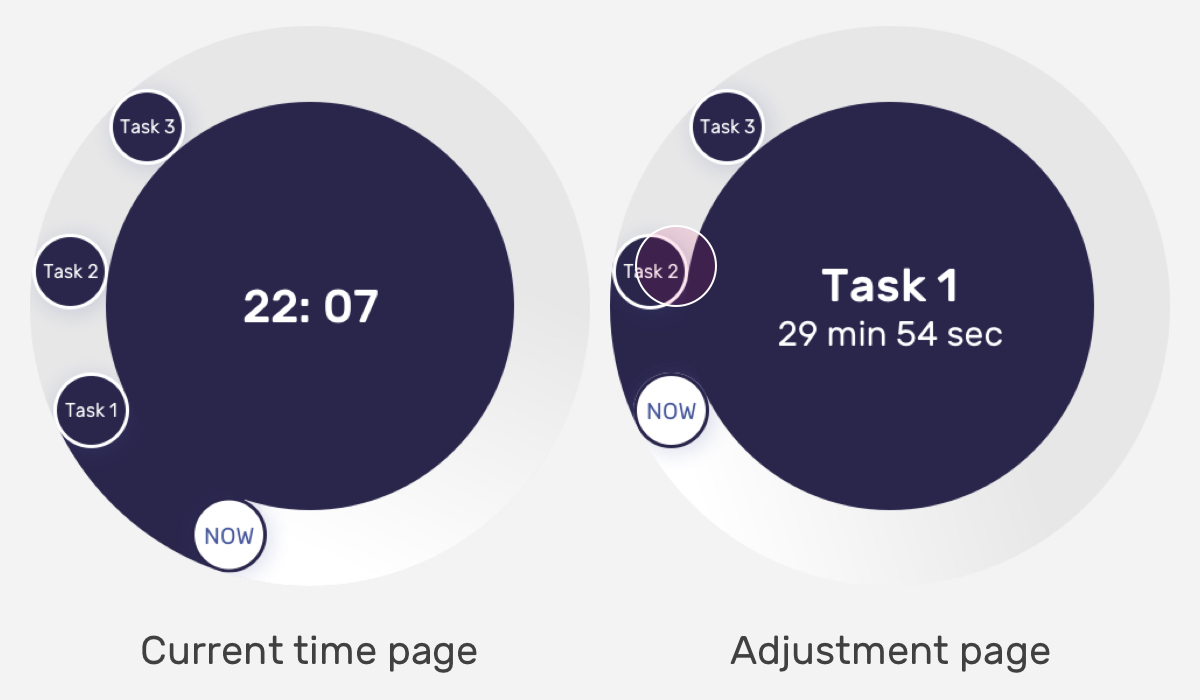 Task 3
Task 2
Task 1
22: 07
NOW
Current time page
Task 3
Task 2
Task 1
29 min 54 sec
NOW
Adjustment page